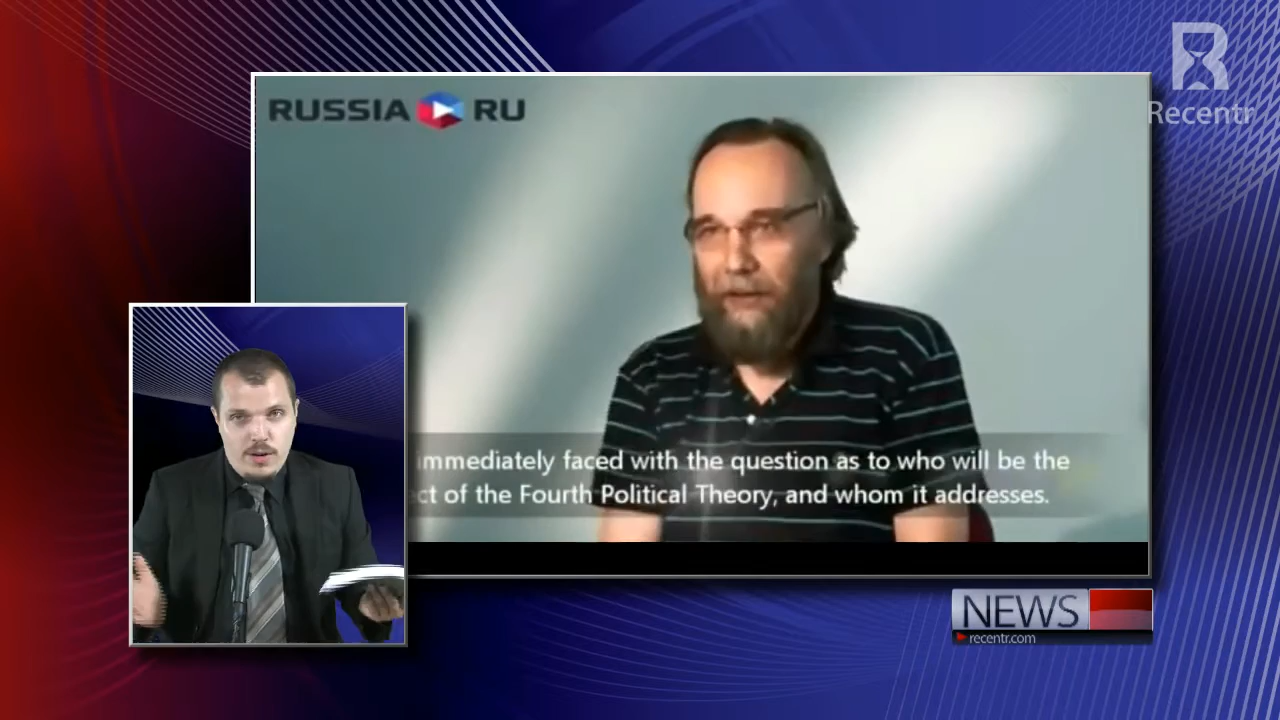 Recentr
RUSSIA RU
immediately faced with the question as to who will be the
of the Fourth Political Theory, and whom it addresses.
NEWS
recentr.com